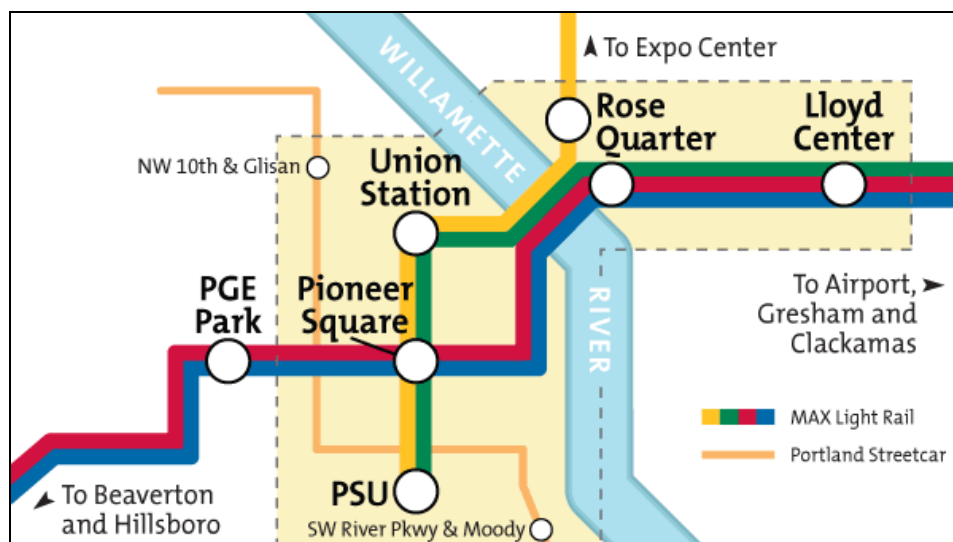 WILLAMETTE
To Expo Center
Rose
Quarter
Lloyd
Center
NW 10th & Glisan
Union
Station
PGE
Park
Pioneer
Square
RIVER
To Airport,
Gresham and
Clackamas
MAX Light Rail
Portland Streetcar
To Beaverton
and Hillsboro
PSU
SW River Pkwy & Moody